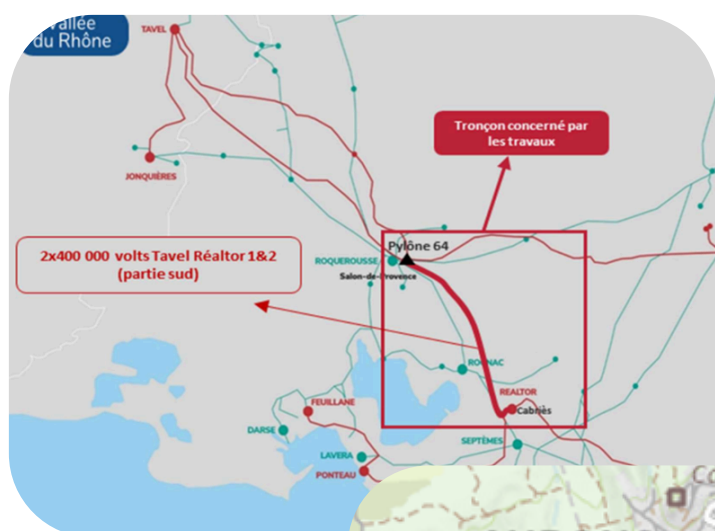 Vallée
du Rhône
TAVEL
Tronçon concerné par
les travaux
JONQUIÈRES
2x400 000 volts Tavel Réaltor 1&2
(partie sud)
Pylône 64
ROQUEROUSSE
Salon-de-Provence
ROGNAC
REALTOR
Cabriès
FEUILLANE
DARSE
SEPTÈMES
LAVERA
PONTEAU